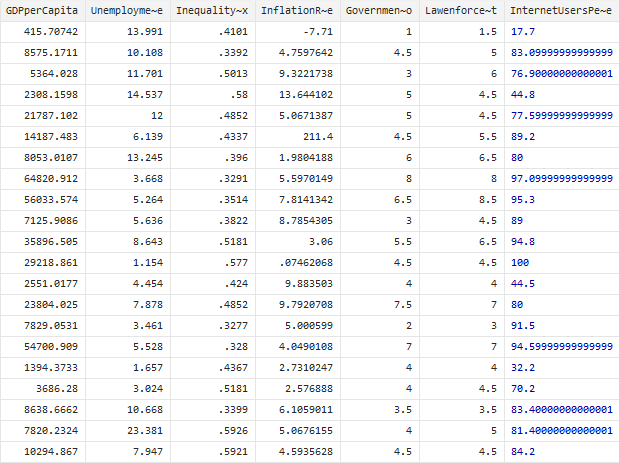 GDPperCapita Unemployme~e Inequality~x InflationR~e Governmen~o Lawenforce~t InternetUsersPe~e
415.70742 13.991 .4101 -7.71 1 1.5 17.7
8575.1711 10.108 .3392 4.7597642 4.5 5 83.09999999999999
5364.028 11.701 .5013 9.3221738 3 6 76.90000000000001
2308.1598 14.537 .58 13.644102 5 4.5 44.8
21787.102 12 .4852 5.0671387 5 4.5 77.59999999999999
14187.483 6.139 .4337 211.4 4.5 5.5 89.2
8053.0107 13.245 .396 1.9804188 6 6.5 80
64820.912 3.668 .3291 5.5970149 8 8 97.09999999999999
56033.574 5.264 .3514 7.8141342 6.5 8.5 95.3
7125.9086 5.636 .3822 8.7854305 3 4.5 89
35896.505 8.643 .5181 3.06 5.5 6.5 94.8
29218.861 1.154 .577 .07462068 4.5 4.5 100
2551.0177 4.454 .424 9.883503 4 4 44.5
23804.025 7.878 .4852 9.7920708 7.5 7 80
7829.0531 3.461 .3277 5.000599 2 3 91.5
54700.909 5.528 .328 4.0490108 7 7 94.59999999999999
1394.3733 1.657 .4367 2.7310247 4 4 32.2
3686.28 3.024 .5181 2.576888 4 4.5 70.2
8638.6662 10.668 .3399 6.1059011 3.5 3.5 83.40000000000001
7820.2324 23.381 .5926 5.0676155 4 5 81.40000000000001
10294.867 7.947 .5921 4.5935628 4.5 4.5 84.2